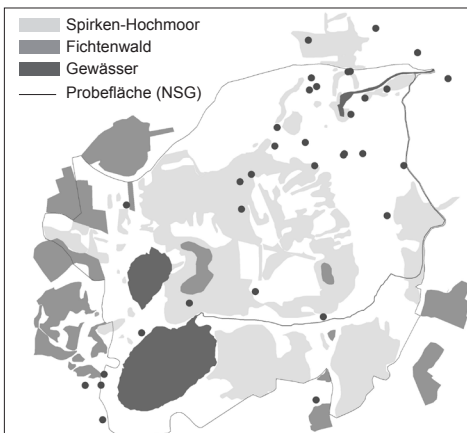 Spirken-Hochmoor
Fichtenwald
Gewässer
Probefläche (NSG)